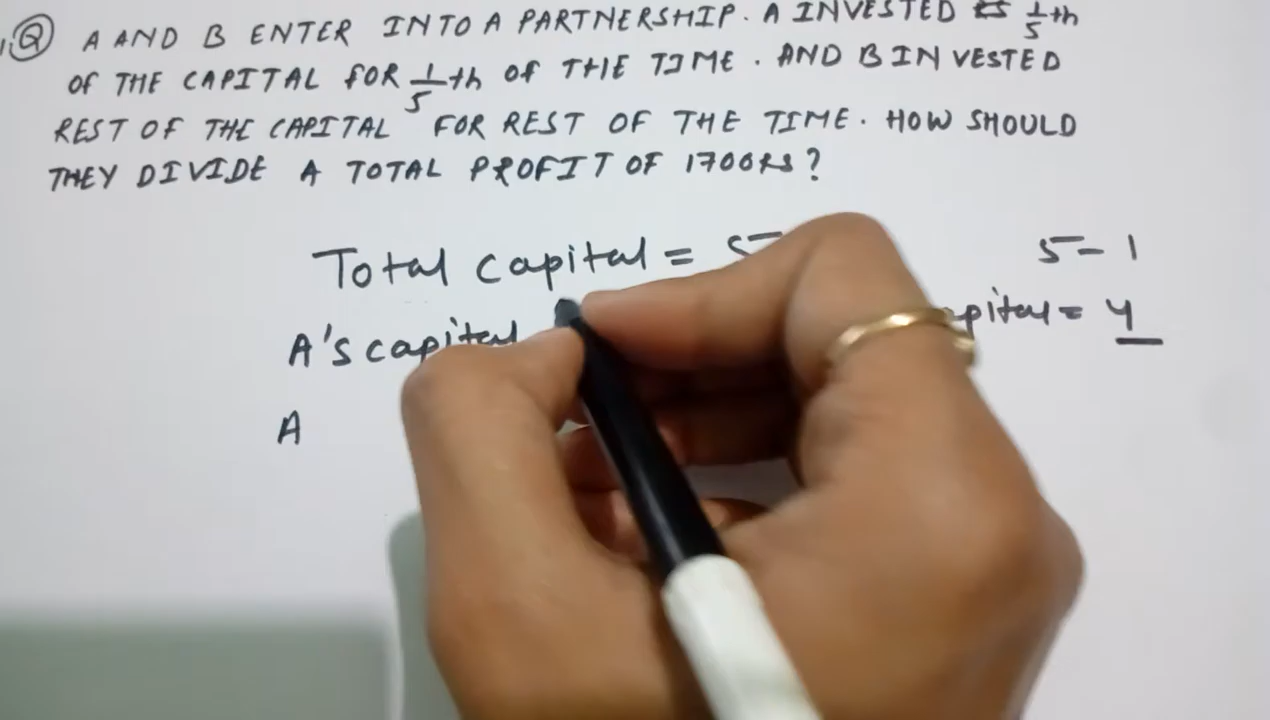 Q A AND B ENTER INTO A PARTNERSHIP. A INVESTED 1/5th
OF THE CAPITAL FOR 1/5th OF THE TIME. AND B INVESTED
REST OF THE CAPITAL FOR REST OF THE TIME. HOW SHOULD
THEY DIVIDE A TOTAL PROFIT OF 1700RS?
Total capital = 5 5-1
A's capital pital = 4
A